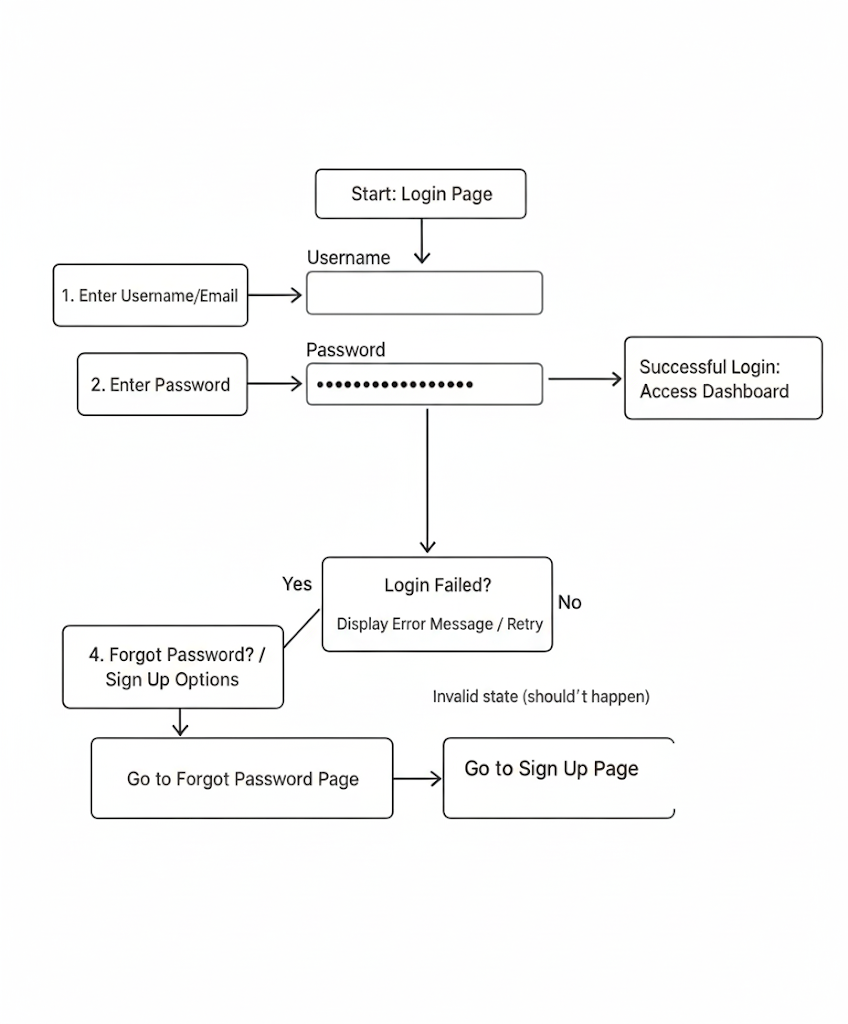 Start: Login Page
Username
1. Enter Username/Email
Password
2. Enter Password
Successful Login:
Access Dashboard
Yes
Login Failed?
No
Display Error Message / Retry
4. Forgot Password? /
Sign Up Options
Invalid state (should't happen)
Go to Forgot Password Page
Go to Sign Up Page